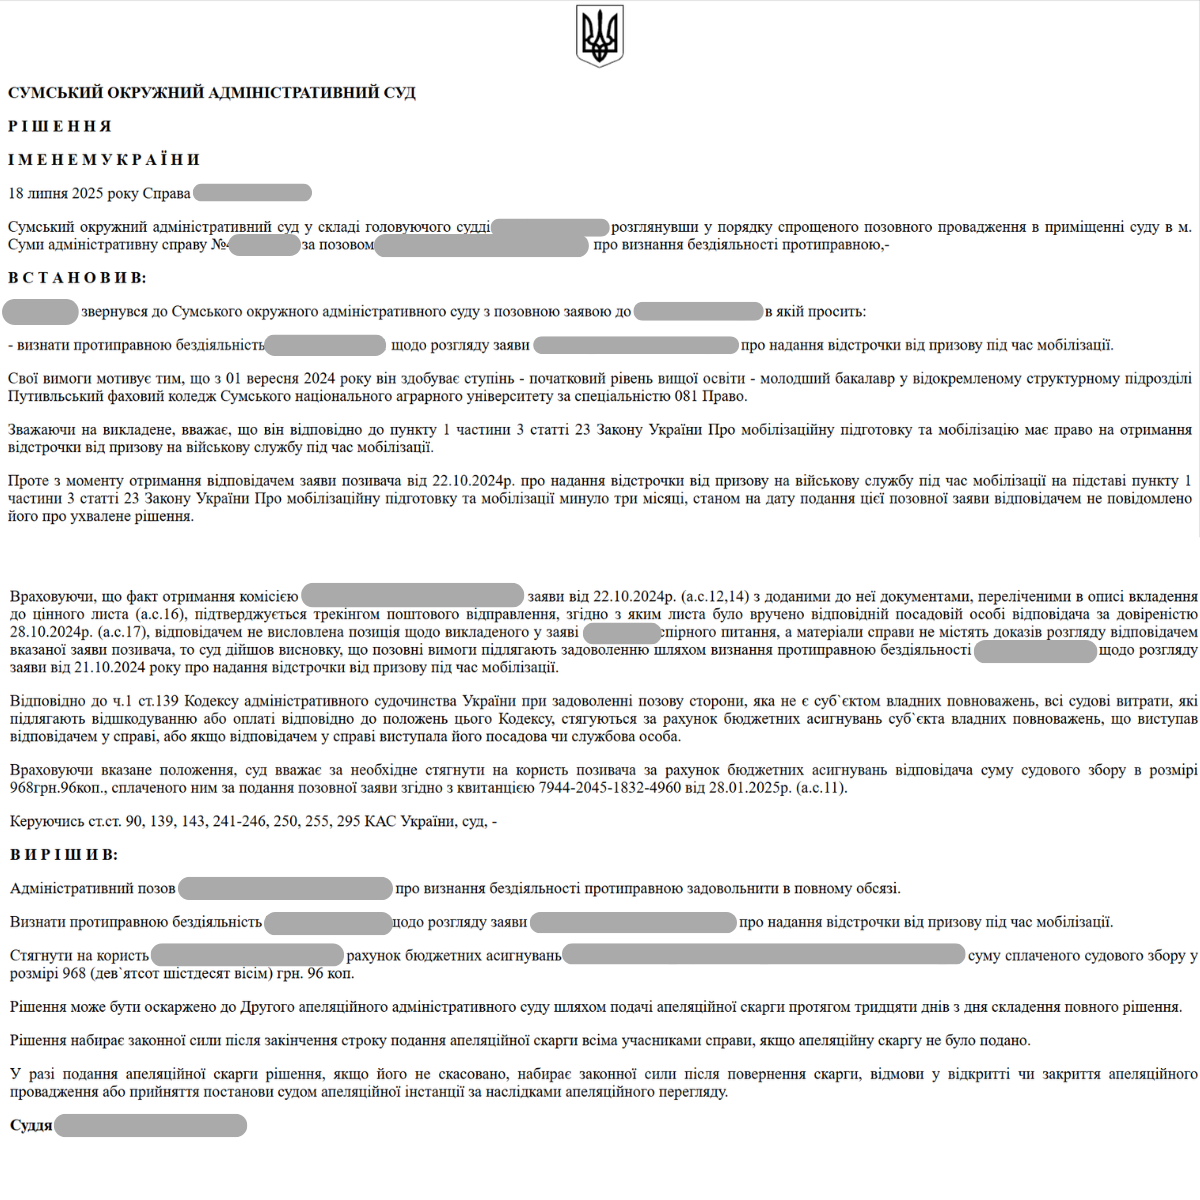 СУМСЬКИЙ ОКРУЖНИЙ АДМІНІСТРАТИВНИЙ СУД
Р І Ш Е Н Н Я
І М Е Н Е М У К Р А Ї Н И
18 липня 2025 року Справа
Сумський окружний адміністративний суд у складі головуючого судді розглянувши у порядку спрощеного позовного провадження в приміщенні суду в м.
Суми адміністративну справу № за позовом про визнання бездіяльності протиправною,-
В С Т А Н О В И В:
звернувся до Сумського окружного адміністративного суду з позовною заявою до в якій просить:
- визнати протиправною бездіяльність щодо розгляду заяви про надання відстрочки від призову під час мобілізації.
Свої вимоги мотивує тим, що з 01 вересня 2024 року він здобуває ступінь - початковий рівень вищої освіти - молодший бакалавр у відокремленому структурному підрозділі
Путивльський фаховий коледж Сумського національного аграрного університету за спеціальністю 081 Право.
Зважаючи на викладене, вважає, що він відповідно до пункту 1 частини 3 статті 23 Закону України Про мобілізаційну підготовку та мобілізацію має право на отримання
відстрочки від призову на військову службу під час мобілізації.
Проте з моменту отримання відповідачем заяви позивача від 22.10.2024р. про надання відстрочки від призову на військову службу під час мобілізації на підставі пункту 1
частини 3 статті 23 Закону України Про мобілізаційну підготовку та мобілізації минуло три місяці, станом на дату подання цієї позовної заяви відповідачем не повідомлено
його про ухвалене рішення.
Враховуючи, що факт отримання комісією заяви від 22.10.2024р. (а.с.12,14) з доданими до неї документами, переліченими в описі вкладення
до цінного листа (а.с.16), підтверджується трекінгом поштового відправлення, згідно з яким листа було вручено відповідній посадовій особі відповідача за довіреністю
28.10.2024р. (а.с.17), відповідачем не висловлена позиція щодо викладеного у заяві спірного питання, а матеріали справи не містять доказів розгляду відповідачем
вказаної заяви позивача, то суд дійшов висновку, що позовні вимоги підлягають задоволенню шляхом визнання протиправною бездіяльності щодо розгляду
заяви від 21.10.2024 року про надання відстрочки від призову під час мобілізації.
Відповідно до ч.1 ст.139 Кодексу адміністративного судочинства України при задоволенні позову сторони, яка не є суб`єктом владних повноважень, всі судові витрати, які
підлягають відшкодуванню або оплаті відповідно до положень цього Кодексу, стягуються за рахунок бюджетних асигнувань суб`єкта владних повноважень, що виступав
відповідачем у справі, або якщо відповідачем у справі виступала його посадова чи службова особа.
Враховуючи вказане положення, суд вважає за необхідне стягнути на користь позивача за рахунок бюджетних асигнувань відповідача суму судового збору в розмірі
968грн.96коп., сплаченого ним за подання позовної заяви згідно з квитанцією 7944-2045-1832-4960 від 28.01.2025р. (а.с.11).
Керуючись ст.ст. 90, 139, 143, 241-246, 250, 255, 295 КАС України, суд, -
В И Р І Ш И В:
Адміністративний позов про визнання бездіяльності протиправною задовольнити в повному обсязі.
Визнати протиправною бездіяльність щодо розгляду заяви про надання відстрочки від призову під час мобілізації.
Стягнути на користь рахунок бюджетних асигнувань суму сплаченого судового збору у
розмірі 968 (дев`ятсот шістдесят вісім) грн. 96 коп.
Рішення може бути оскаржено до Другого апеляційного адміністративного суду шляхом подачі апеляційної скарги протягом тридцяти днів з дня складення повного рішення.
Рішення набирає законної сили після закінчення строку подання апеляційної скарги всіма учасниками справи, якщо апеляційну скаргу не було подано.
У разі подання апеляційної скарги рішення, якщо його не скасовано, набирає законної сили після повернення скарги, відмови у відкритті чи закриття апеляційного
провадження або прийняття постанови судом апеляційної інстанції за наслідками апеляційного перегляду.
Суддя